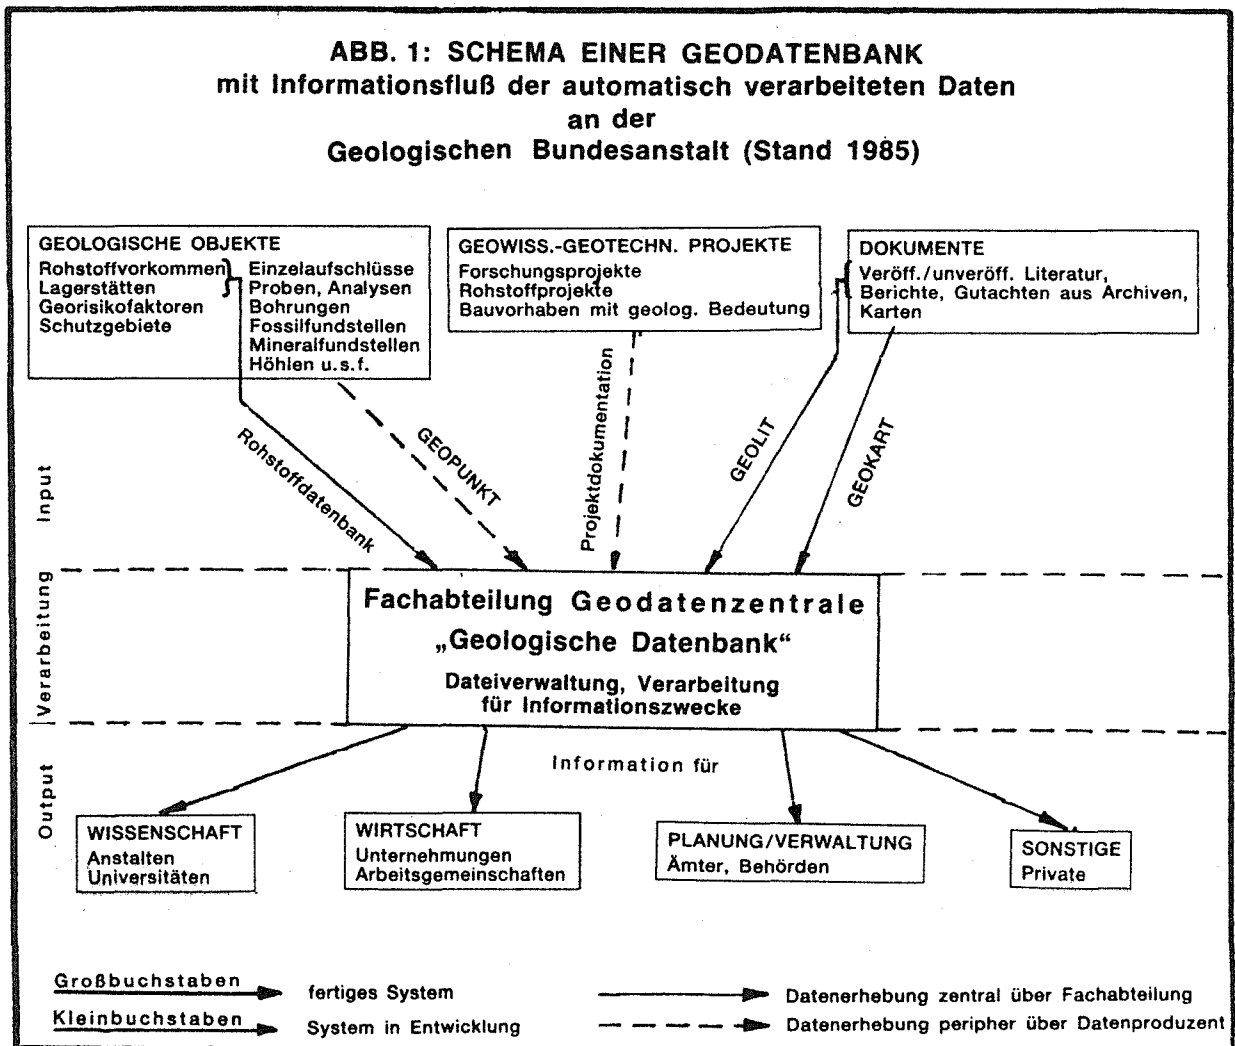 ABB. 1: SCHEMA EINER GEODATENBANK
mit Informationsfluß der automatisch verarbeiteten Daten
an der
Geologischen Bundesanstalt (Stand 1985)
GEOLOGISCHE OBJEKTE
Rohstoffvorkommen
Lagerstätten
Georisikofaktoren
Schutzgebiete
Einzelaufschlüsse
Proben, Analysen
Bohrungen
Fossilfundstellen
Mineralfundstellen
Höhlen u.s.f.
GEOWISS.-GEOTECHN. PROJEKTE
Forschungsprojekte
Rohstoffprojekte
Bauvorhaben mit geolog. Bedeutung
DOKUMENTE
Veröff./unveröff. Literatur,
Berichte, Gutachten aus Archiven,
Karten
Input
Rohstoffdatenbank
GEOPUNKT
Projektdokumentation
GEOLIT
GEOKART
Verarbeitung
Fachabteilung Geodatenzentrale
„Geologische Datenbank“
Dateiverwaltung, Verarbeitung
für Informationszwecke
Output
Information für
WISSENSCHAFT
Anstalten
Universitäten
WIRTSCHAFT
Unternehmungen
Arbeitsgemeinschaften
PLANUNG/VERWALTUNG
Ämter, Behörden
SONSTIGE
Private
Großbuchstaben
fertiges System
Kleinbuchstaben
System in Entwicklung
Datenerhebung zentral über Fachabteilung
Datenerhebung peripher über Datenproduzent